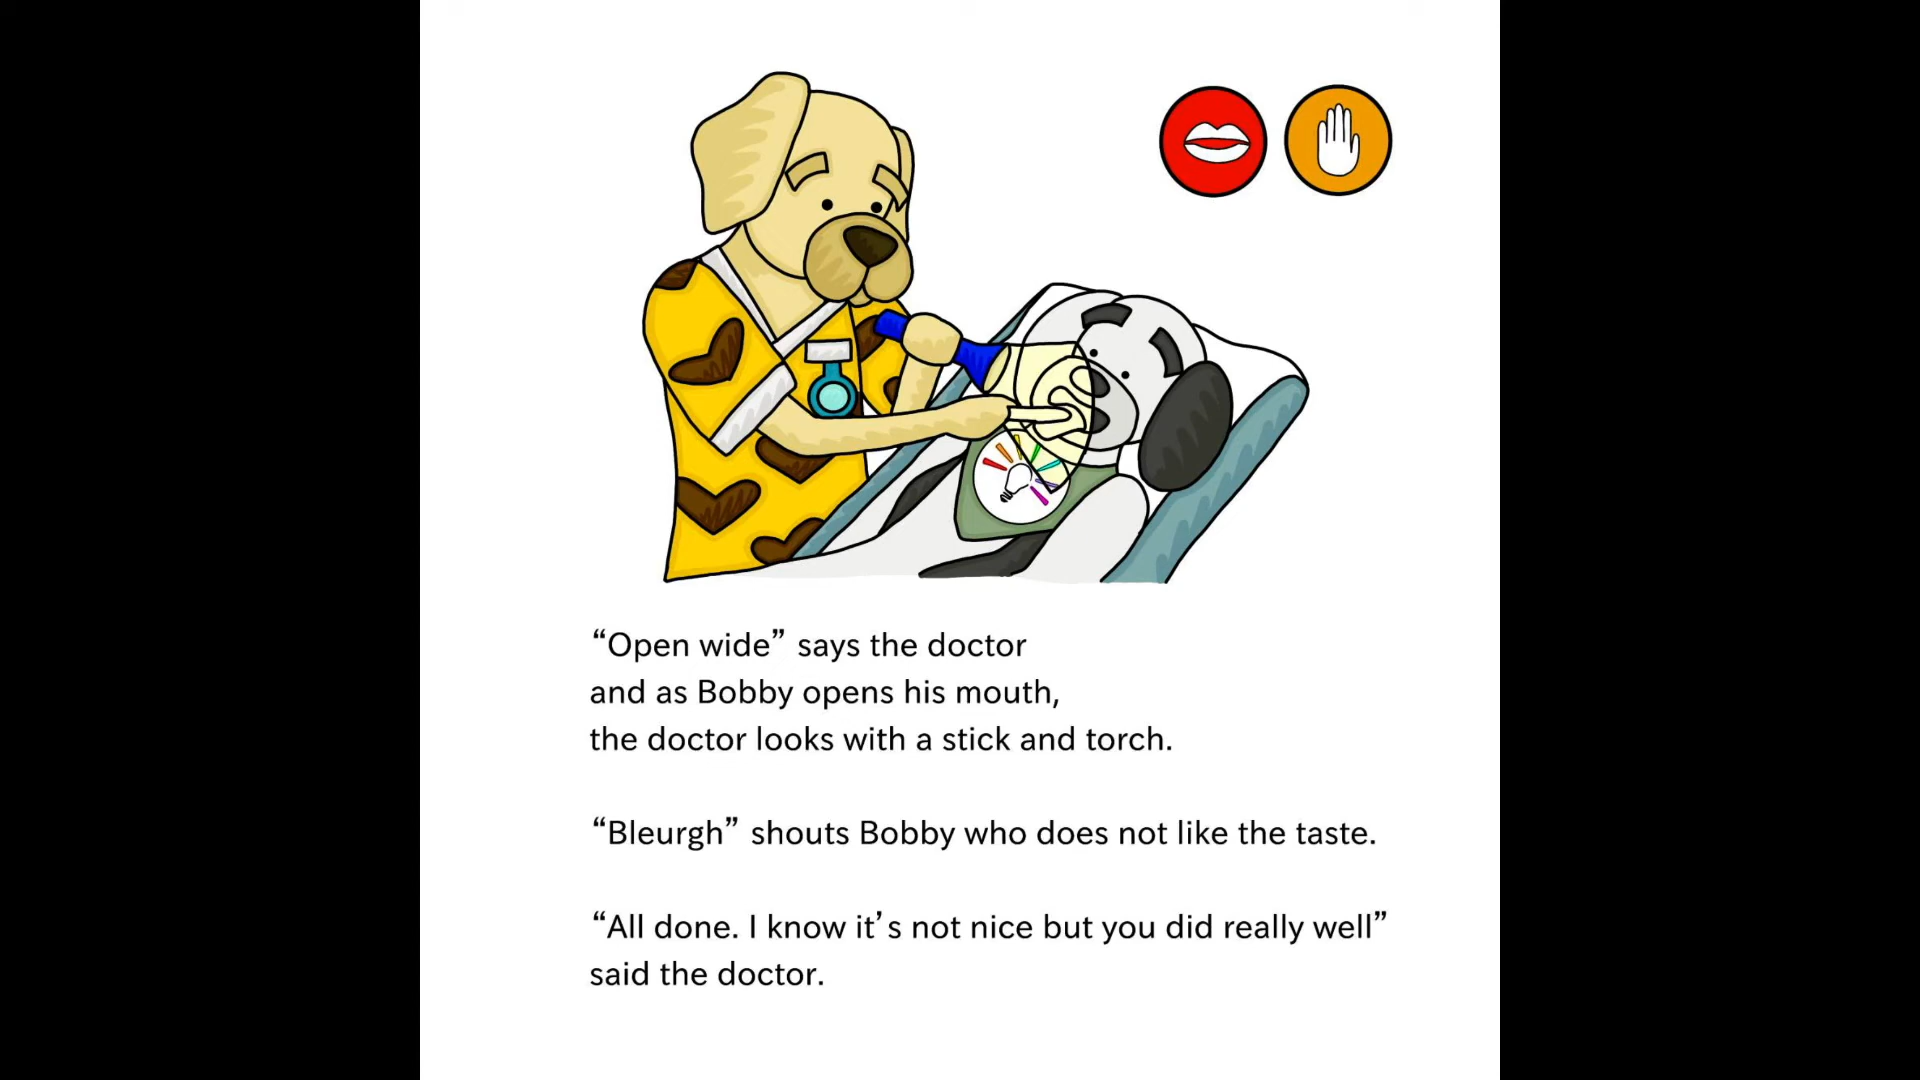 “Open wide” says the doctor
and as Bobby opens his mouth,
the doctor looks with a stick and torch.
“Bleurgh” shouts Bobby who does not like the taste.
“All done. I know it’s not nice but you did really well”
said the doctor.